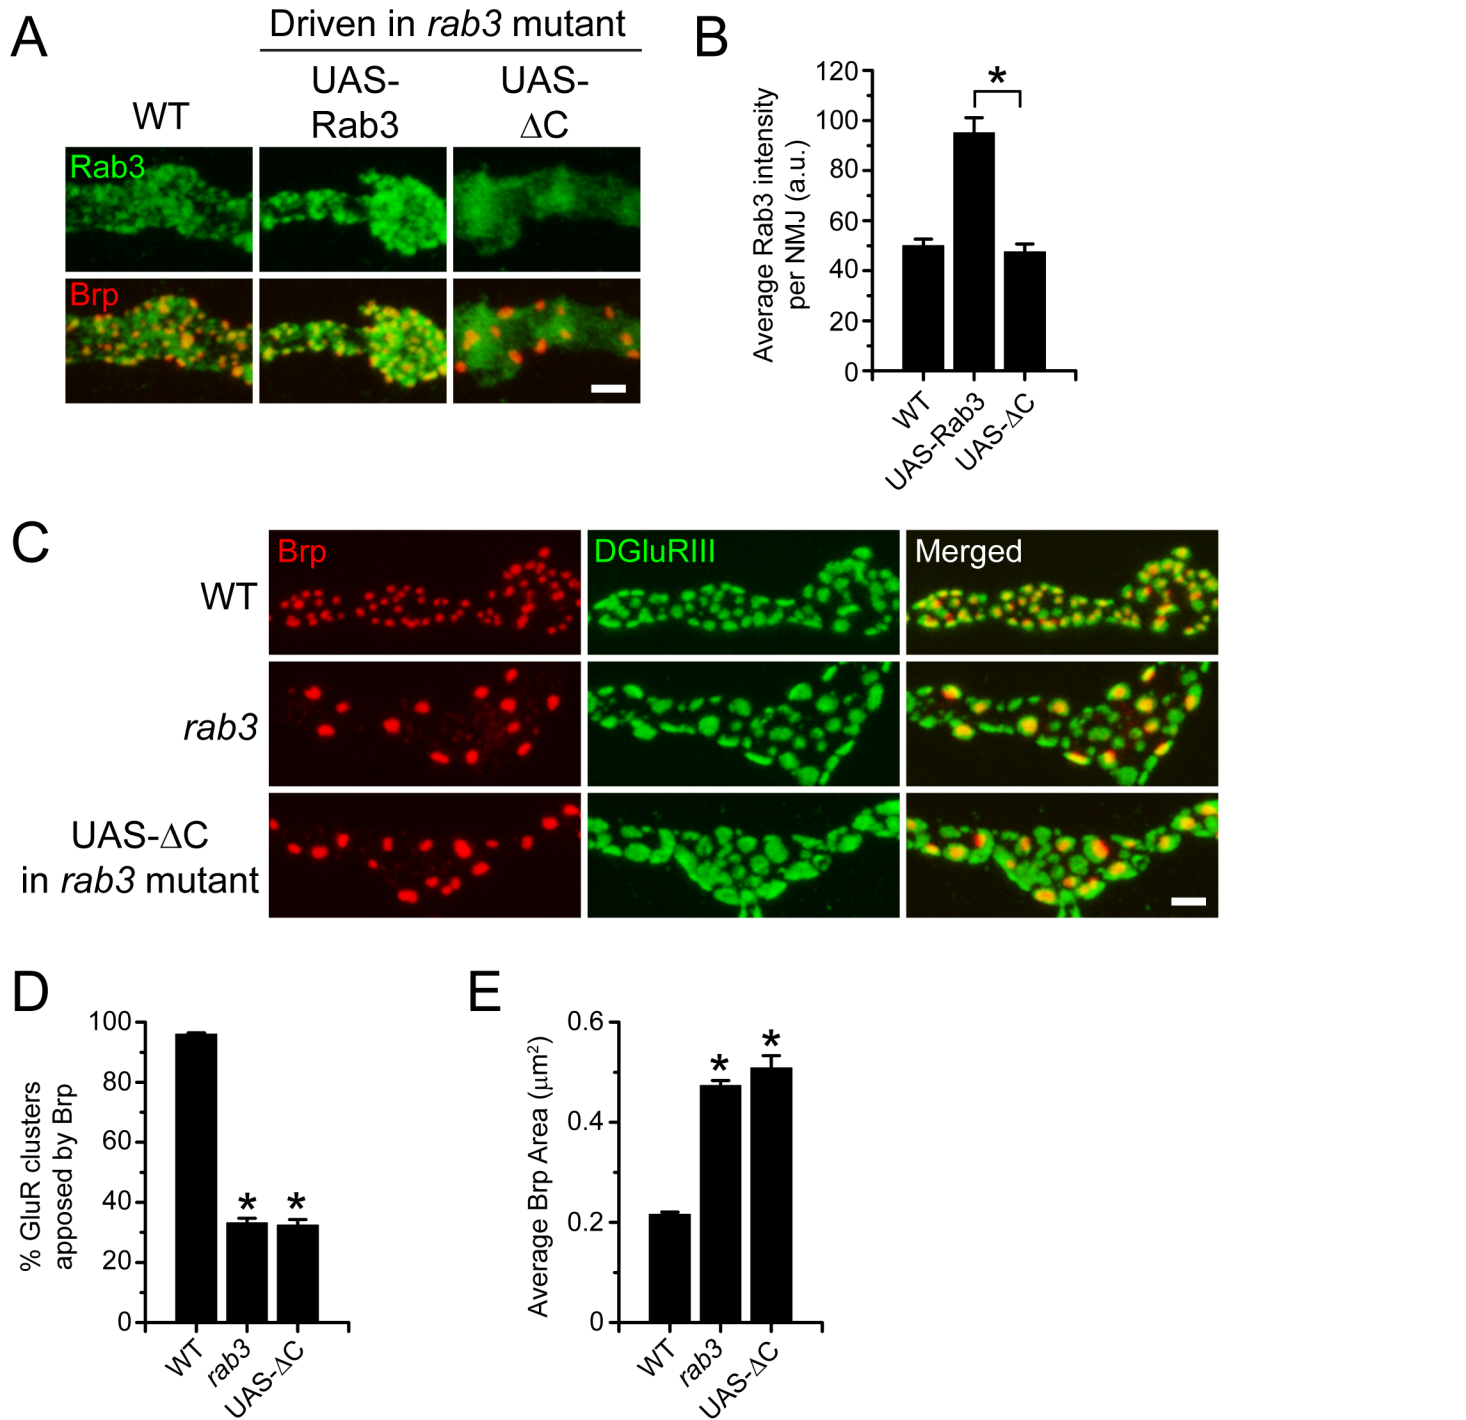 A
Driven in rab3 mutant
WT
UAS-
Rab3
UAS-
ΔC
Rab3
Brp
B
Average Rab3 intensity
per NMJ (a.u.)
120
100
80
60
40
20
0
*
WT
UAS-Rab3
UAS-ΔC
C
Brp
DGluRIII
Merged
WT
rab3
UAS-ΔC
in rab3 mutant
D
% GluR clusters
apposed by Brp
100
80
60
40
20
0
*
*
WT
rab3
UAS-ΔC
E
Average Brp Area (μm²)
0.6
0.4
0.2
0
*
*
WT
rab3
UAS-ΔC